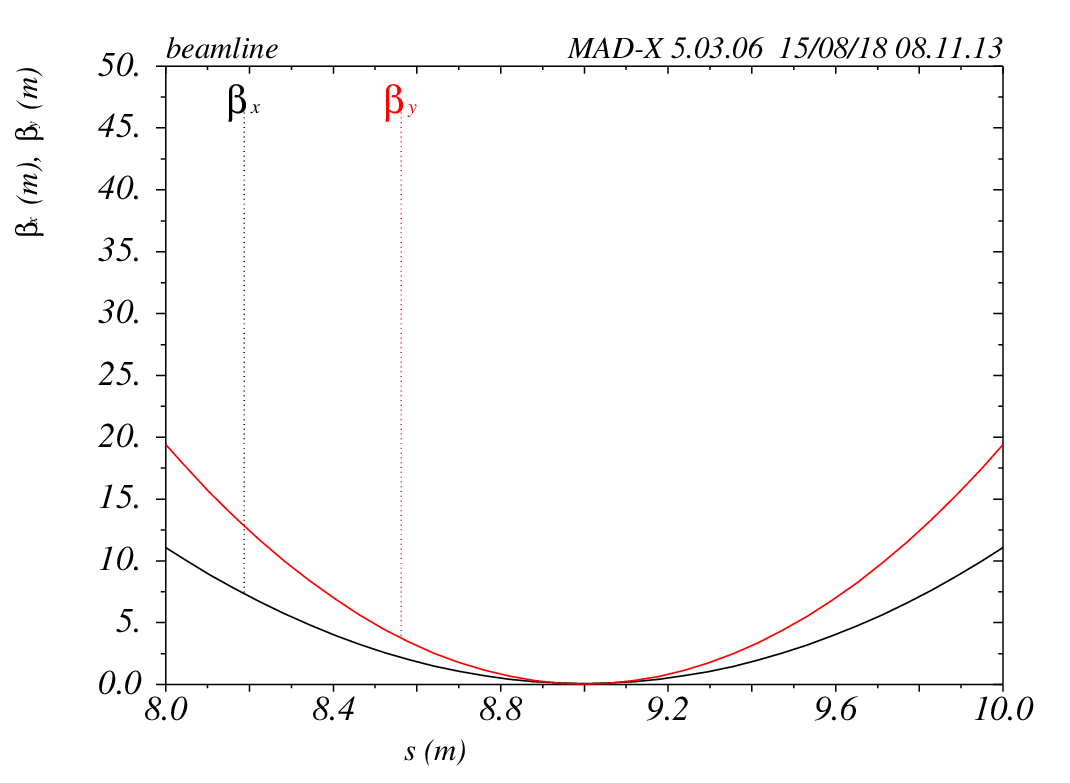 beamline MAD-X 5.03.06 15/08/18 08.11.13
βx (m), βy (m)
βx βy
50.
45.
40.
35.
30.
25.
20.
15.
10.
5.
0.0
8.0 8.4 8.8 9.2 9.6 10.0
s (m)